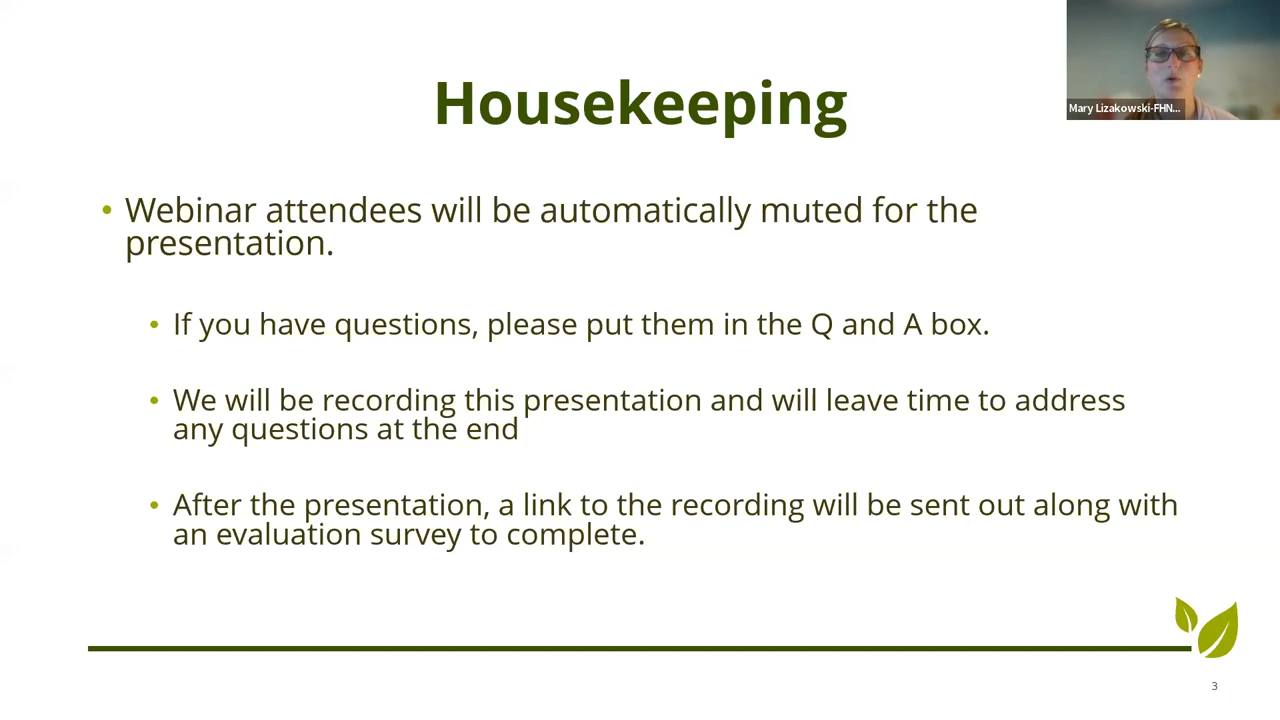 Housekeeping
Mary Lizakowski-FHN...
• Webinar attendees will be automatically muted for the
presentation.
• If you have questions, please put them in the Q and A box.
• We will be recording this presentation and will leave time to address
any questions at the end
• After the presentation, a link to the recording will be sent out along with
an evaluation survey to complete.
3